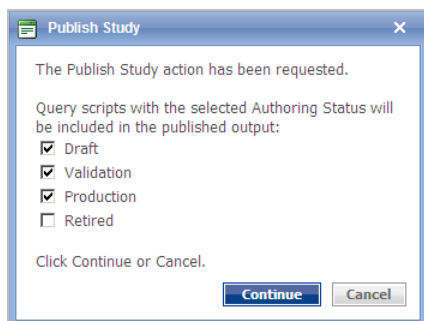 Publish Study
The Publish Study action has been requested.
Query scripts with the selected Authoring Status will
be included in the published output:
Draft
Validation
Production
Retired
Click Continue or Cancel.
Continue Cancel